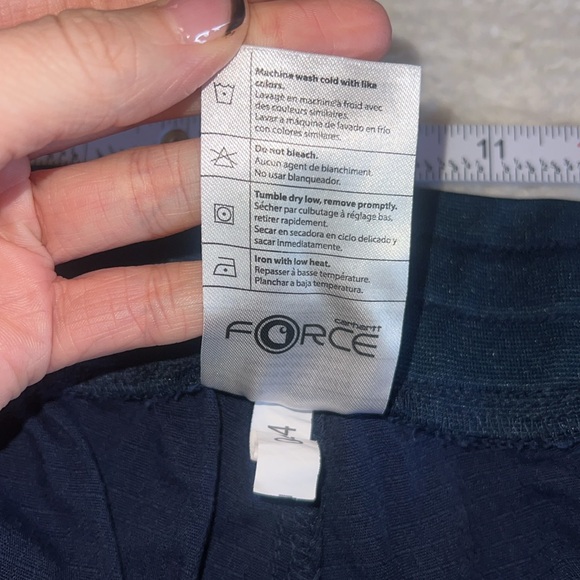 Machine wash cold with like
colors.
Lavage en machine à froid avec
des couleurs similaires.
Lavar a máquina de lavado en frío
con colores similares.
Do not bleach.
Aucun agent de blanchiment.
No usar blanqueador.
Tumble dry low, remove promptly.
Sécher par culbutage à réglage bas,
retirer rapidement.
Secar en secadora en ciclo delicado y
sacar inmediatamente.
Iron with low heat.
Repasser à basse température.
Planchar a baja temperatura.
carhartt
FORCE
11